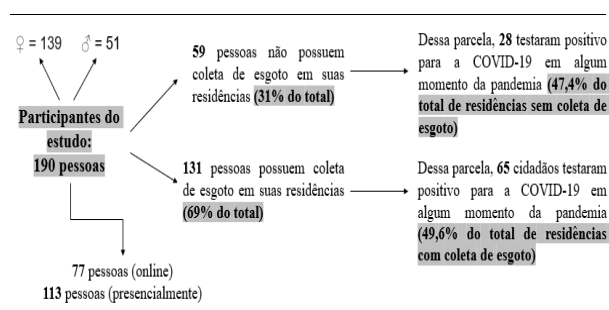 ♀ = 139 ♂ = 51
59 pessoas não possuem
coleta de esgoto em suas
residências (31% do total)
Dessa parcela, 28 testaram positivo
para a COVID-19 em algum
momento da pandemia (47,4% do
total de residências sem coleta de
esgoto)
Participantes do
estudo:
190 pessoas
131 pessoas possuem coleta
de esgoto em suas residências
(69% do total)
Dessa parcela, 65 cidadãos testaram
positivo para a COVID-19 em
algum momento da pandemia
(49,6% do total de residências
com coleta de esgoto)
77 pessoas (online)
113 pessoas (presencialmente)